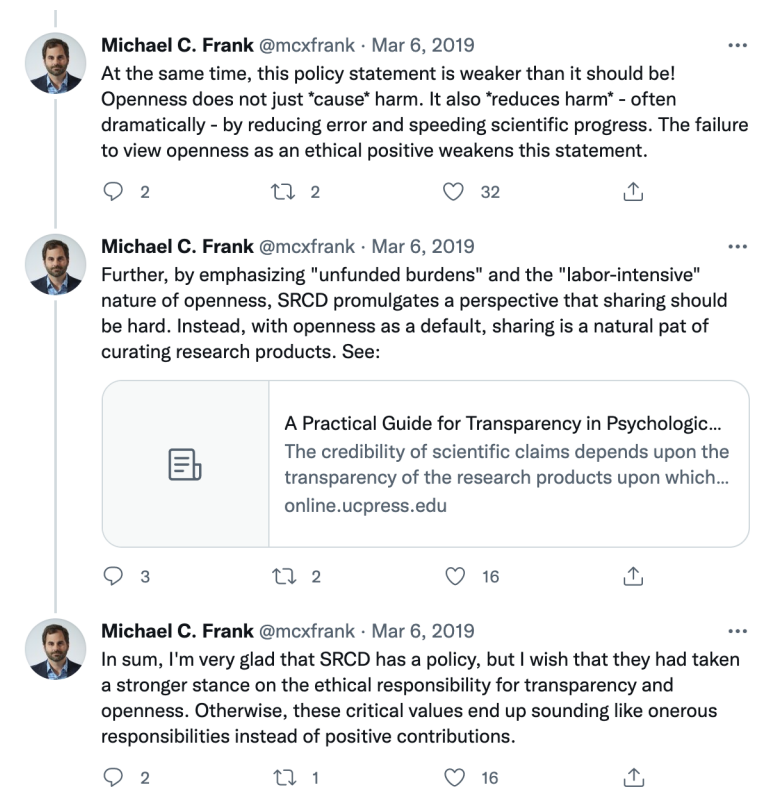 Michael C. Frank @mcxfrank · Mar 6, 2019
At the same time, this policy statement is weaker than it should be!
Openness does not just *cause* harm. It also *reduces harm* - often
dramatically - by reducing error and speeding scientific progress. The failure
to view openness as an ethical positive weakens this statement.
2 2 32
Michael C. Frank @mcxfrank · Mar 6, 2019
Further, by emphasizing "unfunded burdens" and the "labor-intensive"
nature of openness, SRCD promulgates a perspective that sharing should
be hard. Instead, with openness as a default, sharing is a natural pat of
curating research products. See:
A Practical Guide for Transparency in Psychologic...
The credibility of scientific claims depends upon the
transparency of the research products upon which...
online.ucpress.edu
3 2 16
Michael C. Frank @mcxfrank · Mar 6, 2019
In sum, I'm very glad that SRCD has a policy, but I wish that they had taken
a stronger stance on the ethical responsibility for transparency and
openness. Otherwise, these critical values end up sounding like onerous
responsibilities instead of positive contributions.
2 1 16